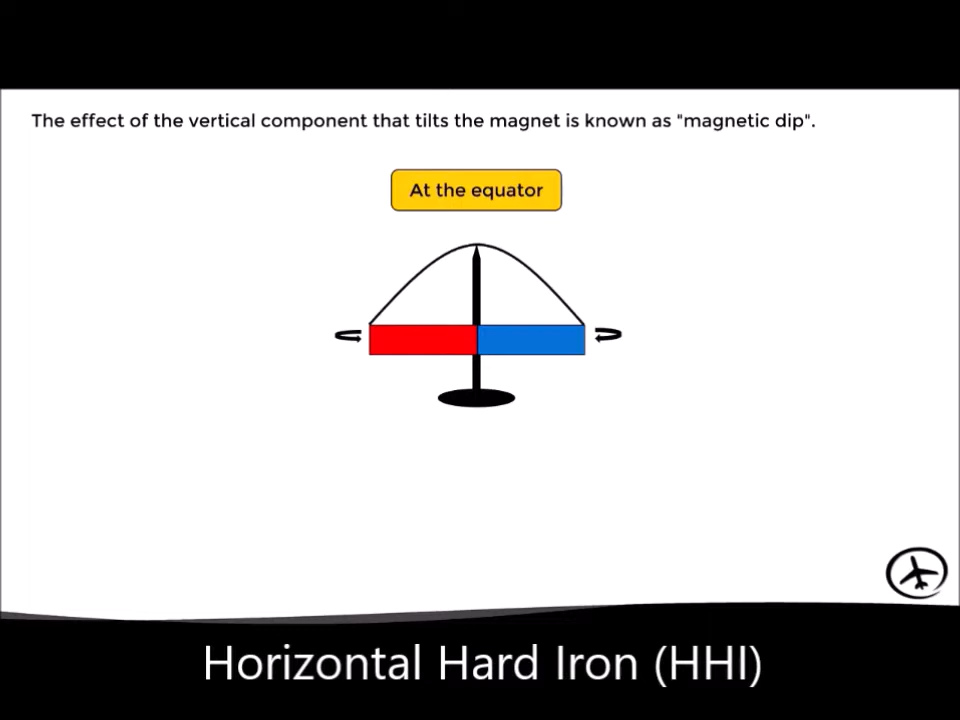 The effect of the vertical component that tilts the magnet is known as "magnetic dip".
At the equator
Horizontal Hard Iron (HHI)